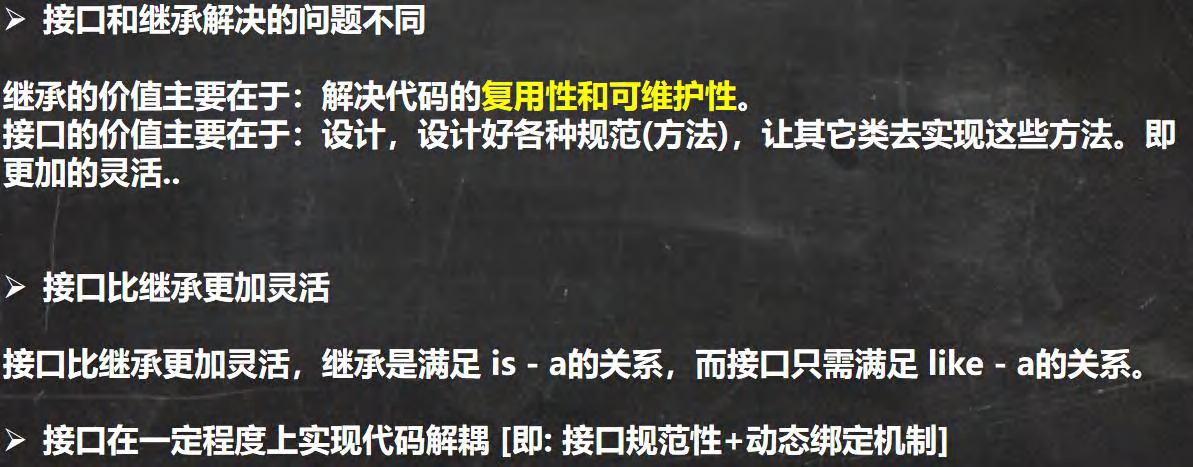 ➢ 接口和继承解决的问题不同
继承的价值主要在于：解决代码的复用性和可维护性。
接口的价值主要在于：设计，设计好各种规范(方法)，让其它类去实现这些方法。即
更加的灵活..
➢ 接口比继承更加灵活
接口比继承更加灵活，继承是满足 is - a的关系，而接口只需满足 like - a的关系。
➢ 接口在一定程度上实现代码解耦 [即: 接口规范性+动态绑定机制]